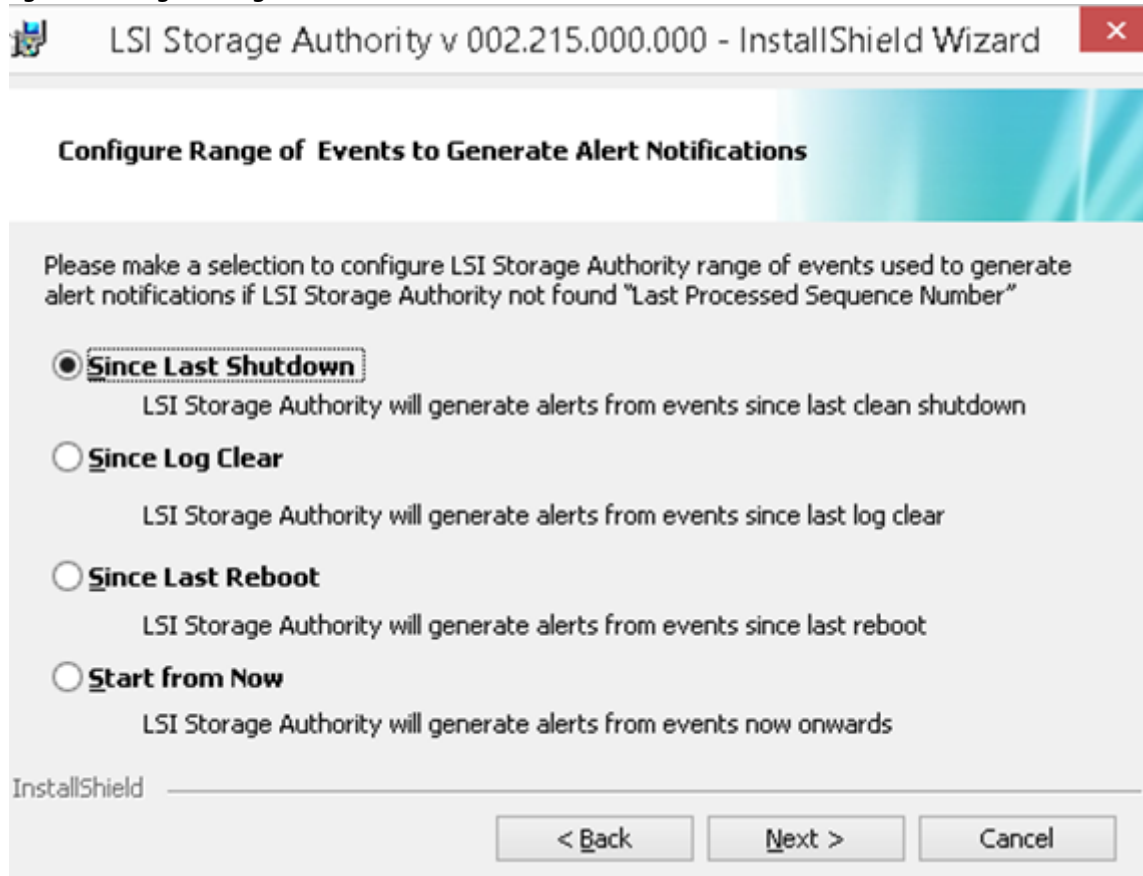 LSI Storage Authority v 002.215.000.000 - InstallShield Wizard
Configure Range of Events to Generate Alert Notifications
Please make a selection to configure LSI Storage Authority range of events used to generate
alert notifications if LSI Storage Authority not found "Last Processed Sequence Number"
Since Last Shutdown
LSI Storage Authority will generate alerts from events since last clean shutdown
Since Log Clear
LSI Storage Authority will generate alerts from events since last log clear
Since Last Reboot
LSI Storage Authority will generate alerts from events since last reboot
Start from Now
LSI Storage Authority will generate alerts from events now onwards
InstallShield
< Back
Next >
Cancel